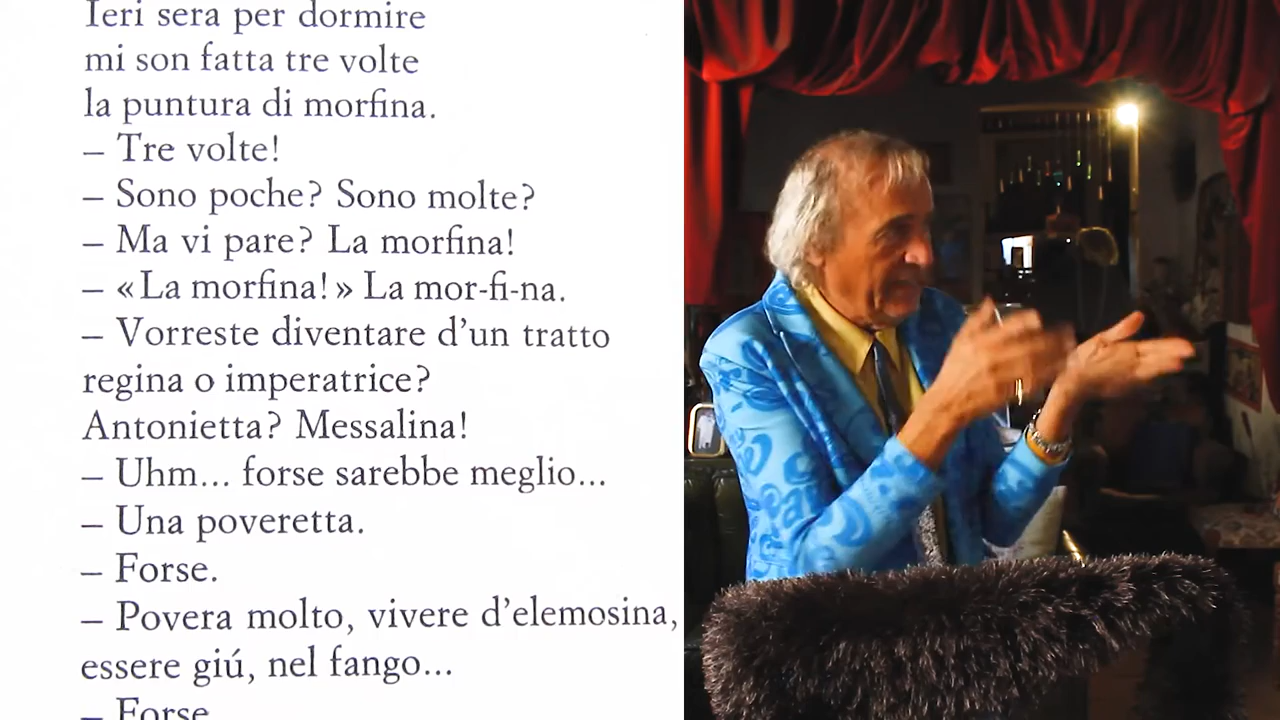 Ieri sera per dormire
mi son fatta tre volte
la puntura di morfina.
– Tre volte!
– Sono poche? Sono molte?
– Ma vi pare? La morfina!
– «La morfina!» La mor-fi-na.
– Vorreste diventare d'un tratto
regina o imperatrice?
Antonietta? Messalina!
– Uhm... forse sarebbe meglio...
– Una poveretta.
– Forse.
– Povera molto, vivere d'elemosina,
essere giú, nel fango...
– Forse